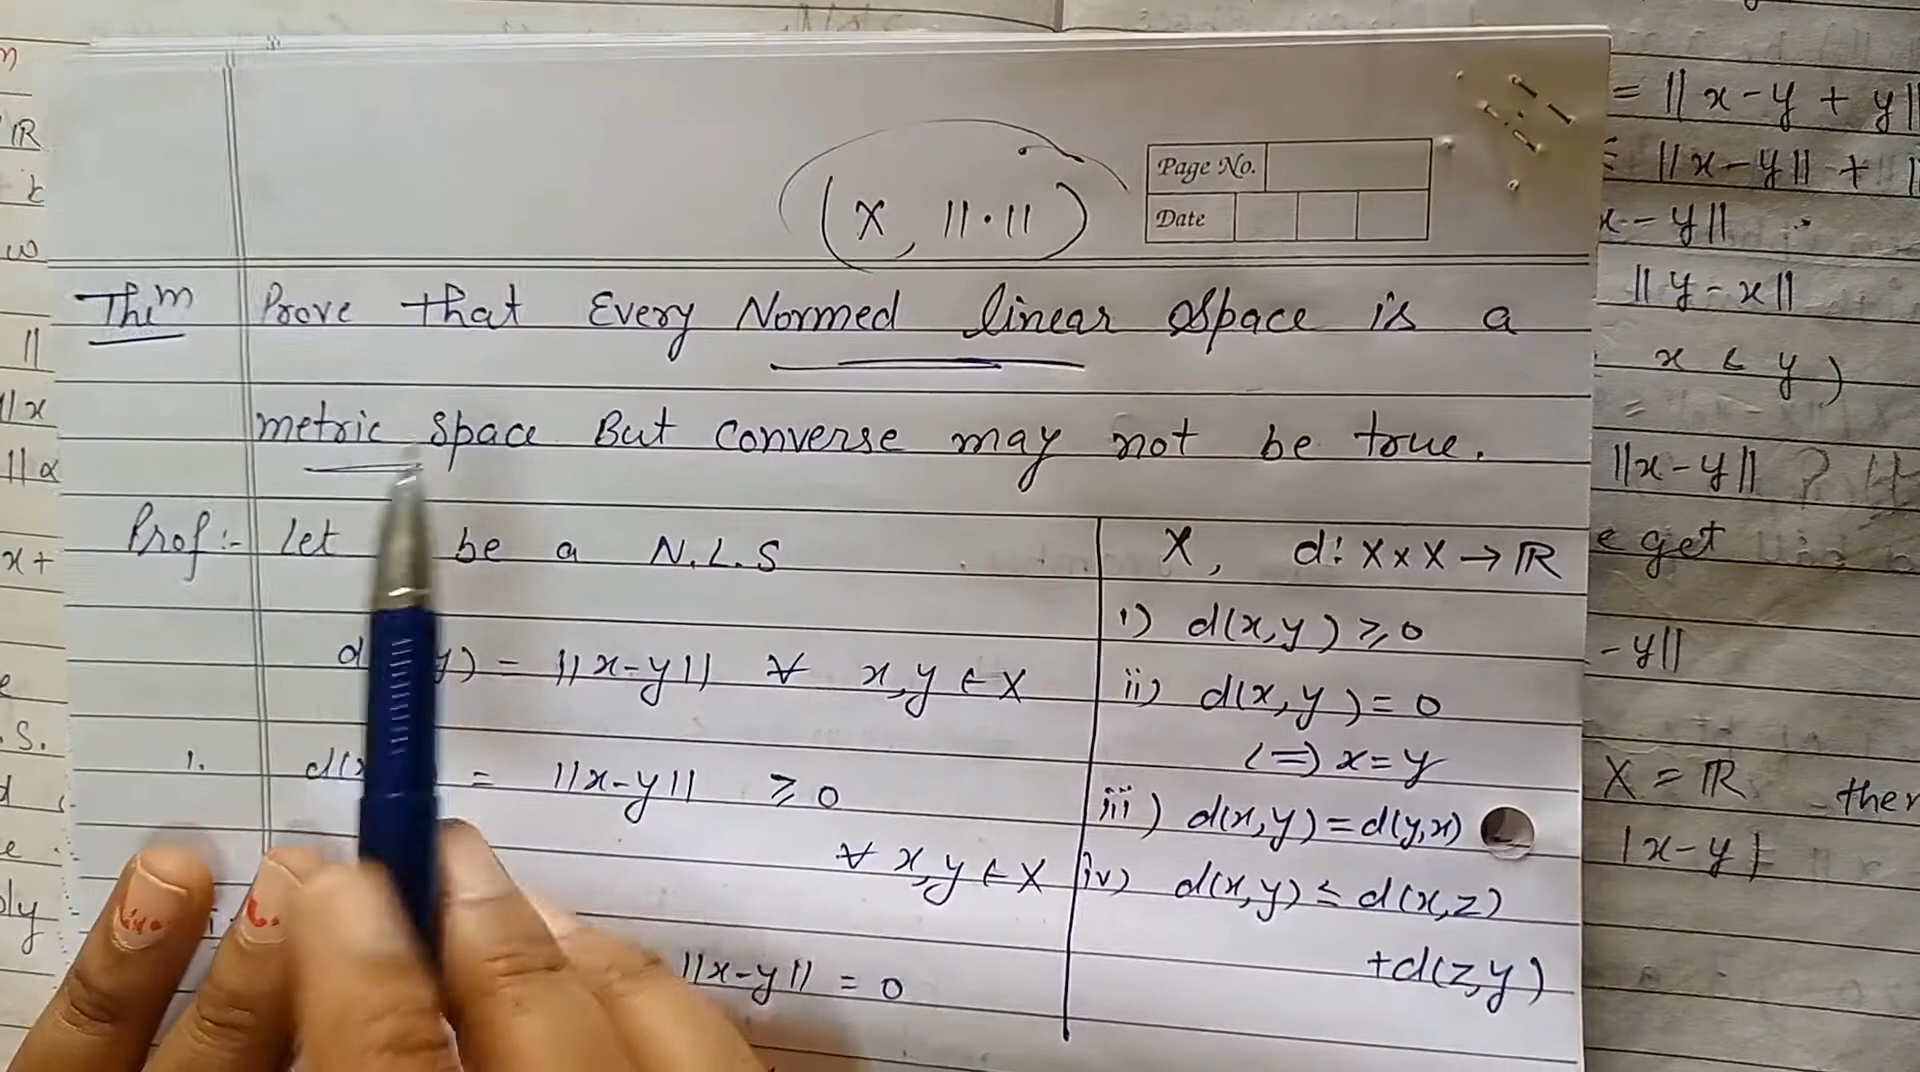 (X, ||·||)
Page No.
Date
Thᵐ Prove that Every Normed linear space is a
metric space But converse may not be true.
Prof :- Let be a N.L.S
d y) = ||x-y|| ∀ x,y ∈ X
1. d(x = ||x-y|| ≥ 0
∀ x,y ∈ X
||x-y|| = 0
X, d: X×X → ℝ
i) d(x,y) ≥ 0
ii) d(x,y) = 0
(=) x = y
iii) d(x,y) = d(y,x)
iv) d(x,y) ≤ d(x,z)
+d(z,y)
= ||x-y + y||
≤ ||x-y|| +
x-y||
||y-x||
x & y)
||x-y||
e get
-y||
X = ℝ then
|x-y|
ℝ
w
||
||x
||α
x+
e
.S.
d
e
ply